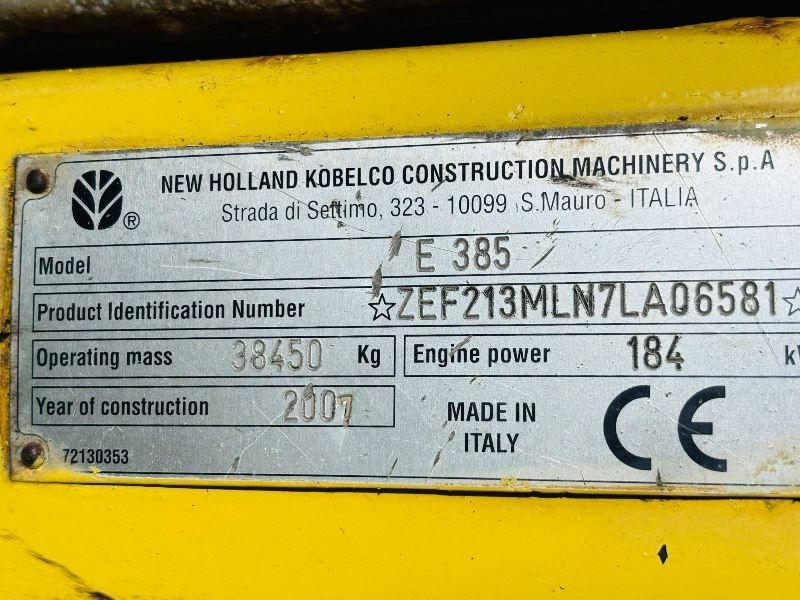 NEW HOLLAND KOBELCO CONSTRUCTION MACHINERY S.p.A
® Strada di Settimo, 323 - 10099 S.Mauro - ITALIA
Model E 385
Product Identification Number ☆ZEF213MLN7LA06581☆
Operating mass 38450 Kg Engine power 184
Year of construction 2007 MADE IN ITALY CE
72130353